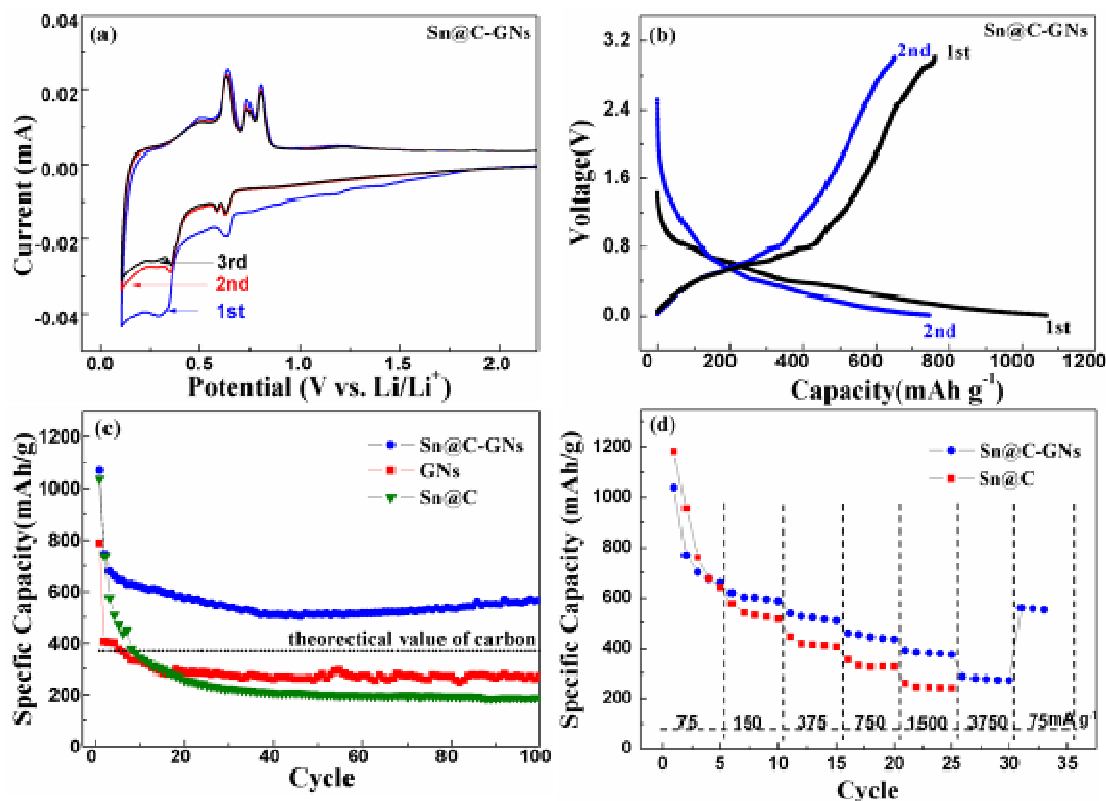 (a)
Sn@C-GNs
0.04
0.02
0.00
-0.02
-0.04
Current (mA)
3rd
2nd
1st
0.0
0.5
1.0
1.5
2.0
Potential (V vs. Li/Li+)
(b)
Sn@C-GNs
2nd
1st
3.2
2.4
1.6
0.8
0.0
Voltage(V)
2nd
1st
0
200
400
600
800
1000
1200
Capacity(mAh g-1)
(c)
Sn@C-GNs
GNs
Sn@C
1200
1000
800
600
400
200
0
Specfic Capacity(mAh/g)
theorectical value of carbon
0
20
40
60
80
100
Cycle
(d)
Sn@C-GNs
Sn@C
1200
1000
800
600
400
200
0
Specific Capacity (mAh/g)
75
150
375
750
1500
3750
75mA g-1
0
5
10
15
20
25
30
35
Cycle